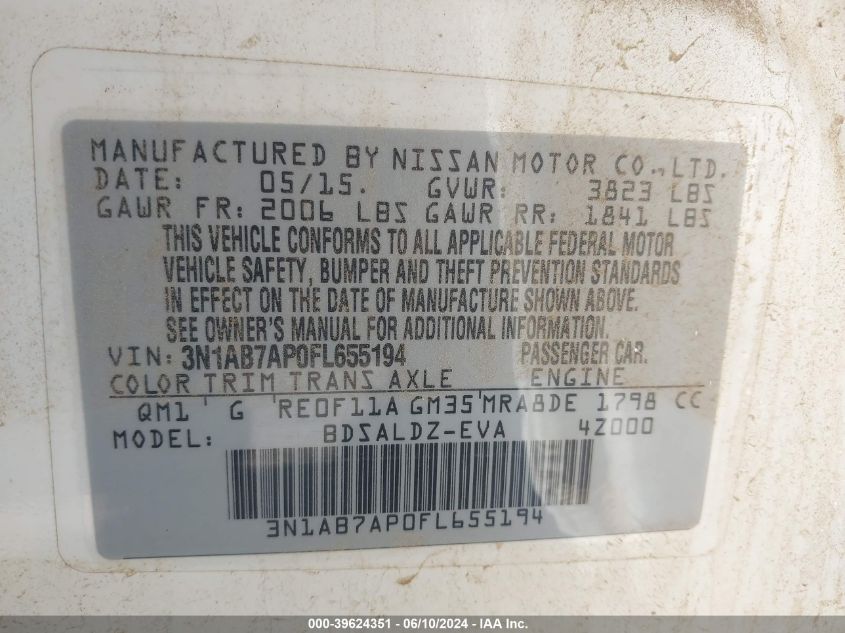 MANUFACTURED BY NISSAN MOTOR CO., LTD.
DATE: 05/15. GVWR: 3823 LBS
GAWR FR: 2006 LBS GAWR RR: 1841 LBS
THIS VEHICLE CONFORMS TO ALL APPLICABLE FEDERAL MOTOR
VEHICLE SAFETY, BUMPER AND THEFT PREVENTION STANDARDS
IN EFFECT ON THE DATE OF MANUFACTURE SHOWN ABOVE.
SEE OWNER'S MANUAL FOR ADDITIONAL INFORMATION.
VIN: 3N1AB7AP0FL655194 PASSENGER CAR.
COLOR TRIM TRANS AXLE ENGINE
QM1 G RE0F11A GM35 MRA8DE 1798 CC
MODEL: BDSALDZ-EVA 4Z000
3N1AB7AP0FL655194
000-39624351 - 06/10/2024 - IAA Inc.